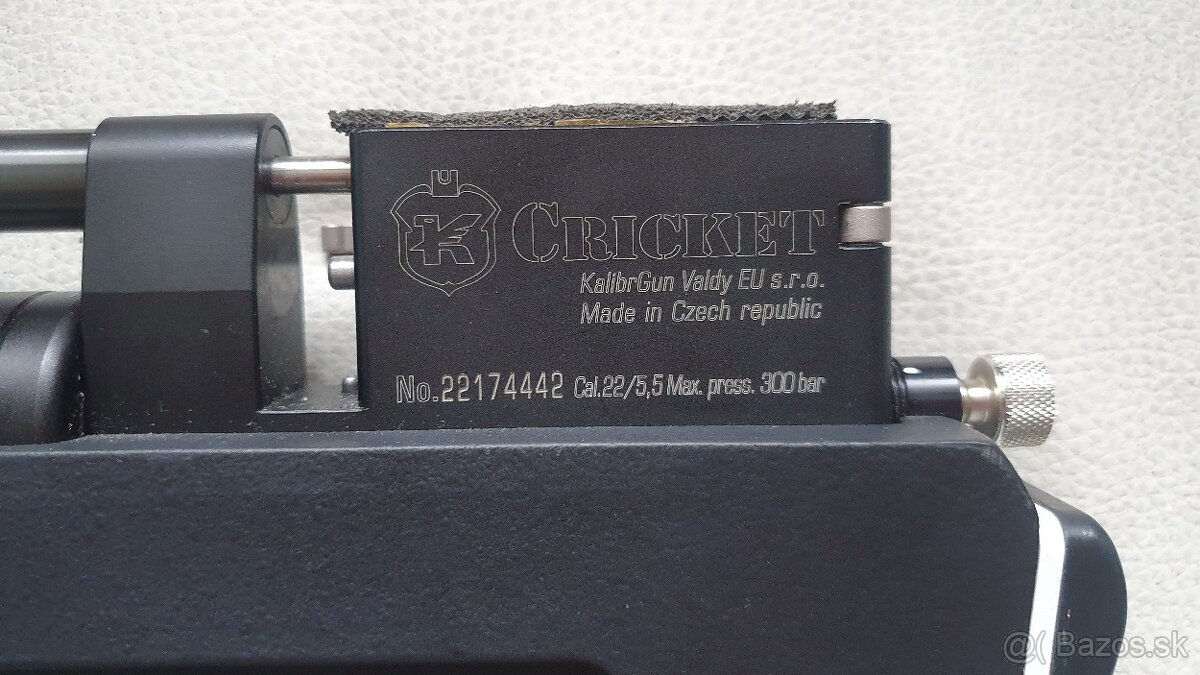 U
K CRICKET
KalibrGun Valdy EU s.r.o.
Made in Czech republic
No.22174442 Cal.22/5,5 Max. press. 300 bar
@( Bazos.sk